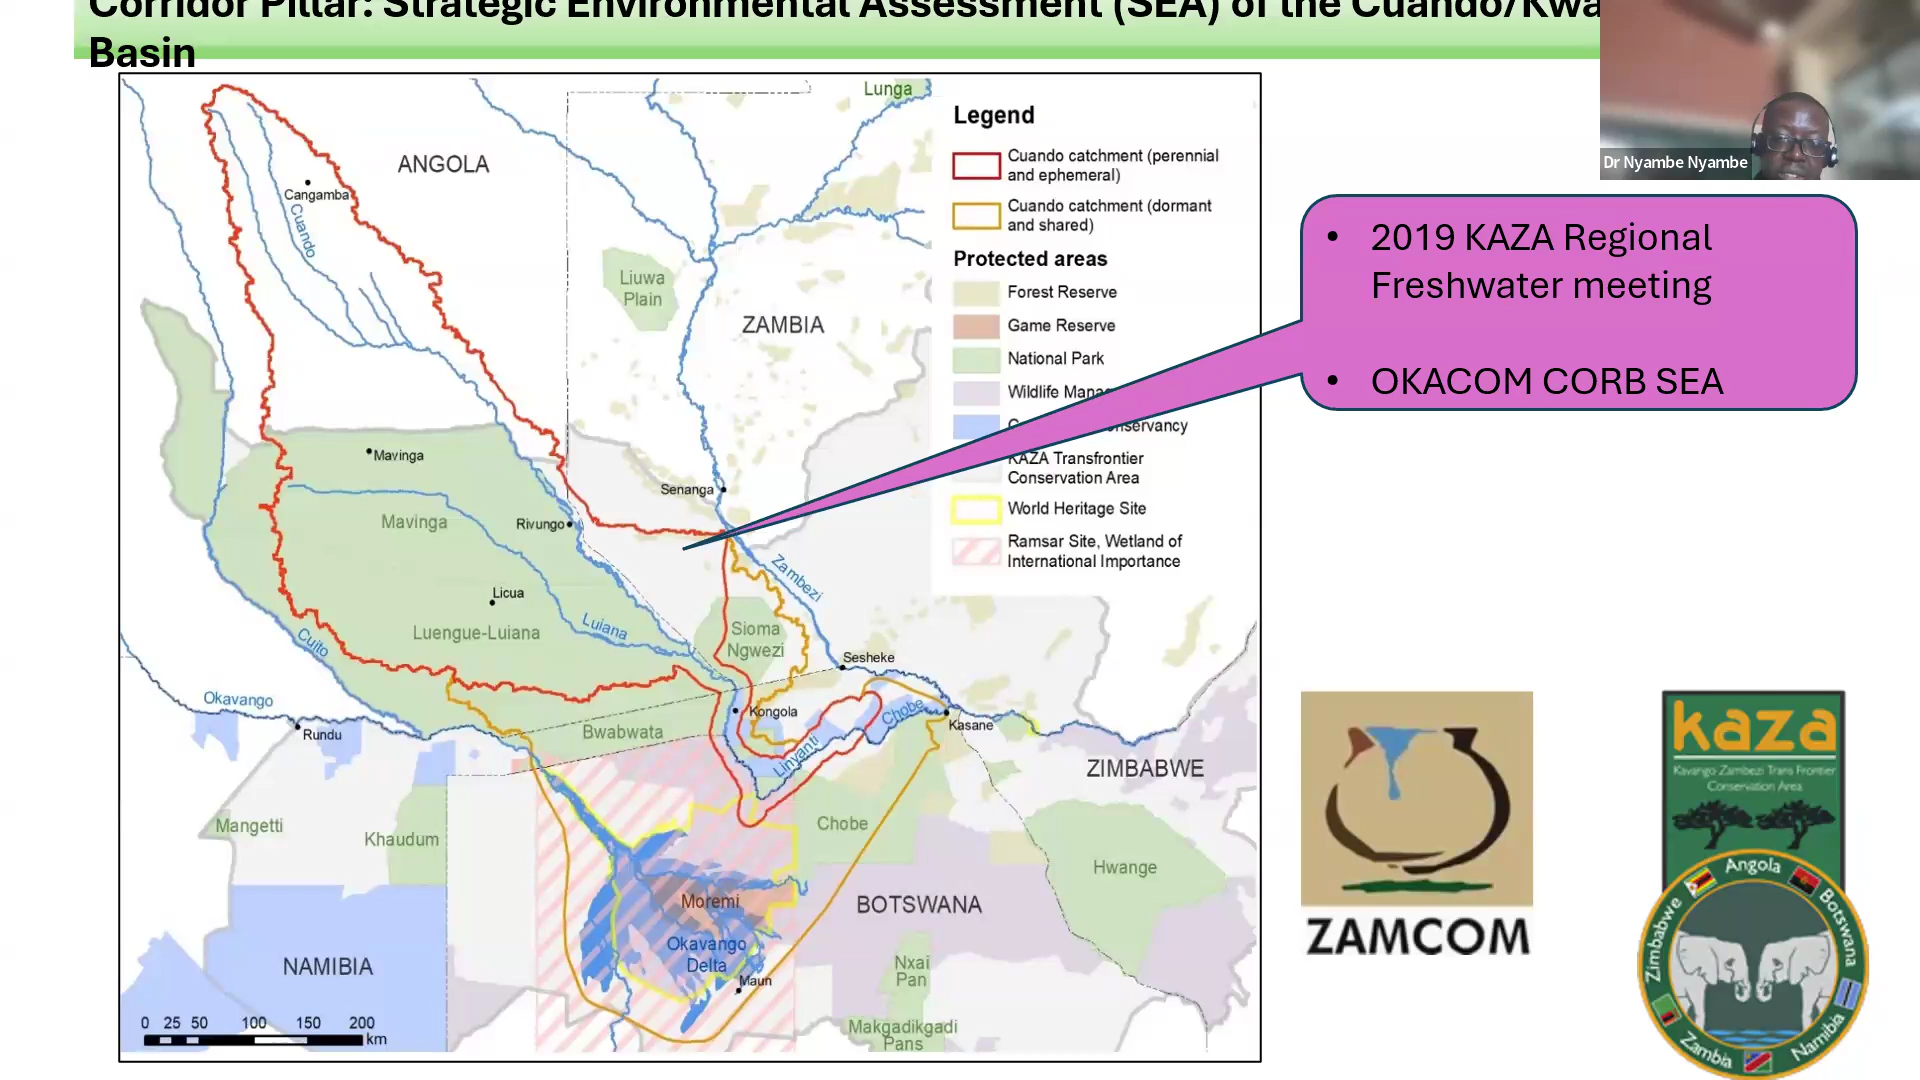 Corridor Pillar: Strategic Environmental Assessment (SEA) of the Cuando/Kwa
Basin
Dr Nyambe Nyambe
Lunga
ANGOLA
Cangamba
Cuando
Liuwa
Plain
ZAMBIA
Legend
Cuando catchment (perennial
and ephemeral)
Cuando catchment (dormant
and shared)
Protected areas
Forest Reserve
Game Reserve
National Park
Wildlife Mana
onservancy
KAZA Transfrontier
Conservation Area
World Heritage Site
Ramsar Site, Wetland of
International Importance
• 2019 KAZA Regional
Freshwater meeting
• OKACOM CORB SEA
Mavinga
Senanga
Mavinga
Rivungo
Zambezi
Licua
Luengue-Luiana
Luiana
Cuito
Sioma
Ngwezi
Sesheke
Okavango
Rundu
Bwabwata
Kongola
Linyanti
Chobe
Kasane
ZIMBABWE
Mangetti
Khaudum
Chobe
Hwange
Moremi
BOTSWANA
Okavango
Delta
NAMIBIA
Maun
Nxai
Pan
Makgadikgadi
Pans
0 25 50 100 150 200
km
ZAMCOM
kaza
Kavango Zambezi Trans Frontier
Conservation Area
Angola
Botswana
Namibia
Zambia
Zimbabwe